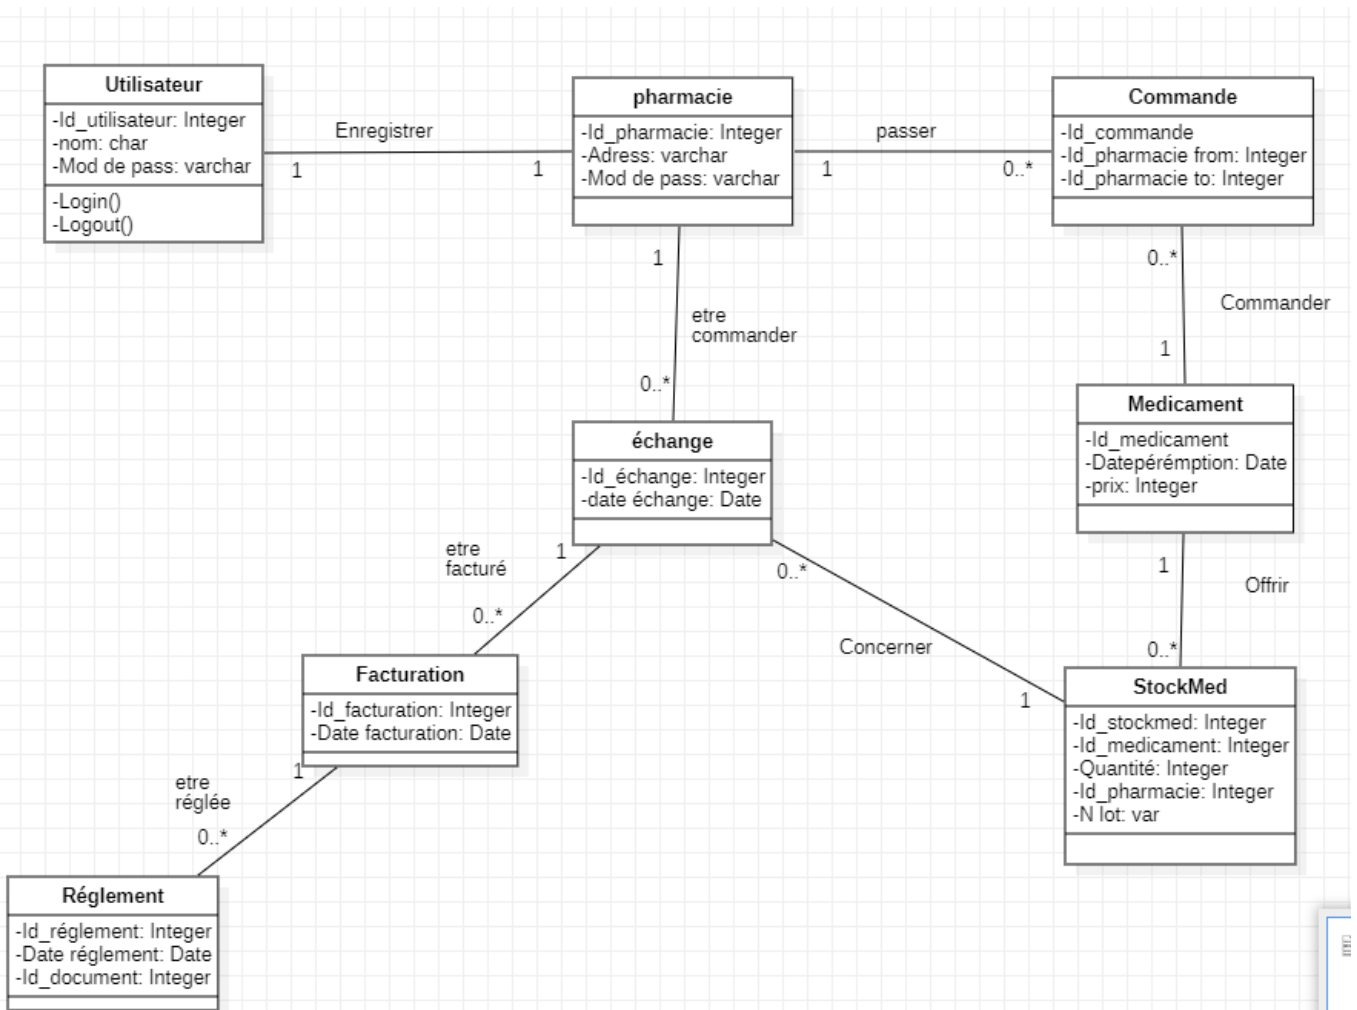 Utilisateur
-Id_utilisateur: Integer
-nom: char
-Mod de pass: varchar
-Login()
-Logout()
Enregistrer
1
1
pharmacie
-Id_pharmacie: Integer
-Adress: varchar
-Mod de pass: varchar
passer
1
0..*
Commande
-Id_commande
-Id_pharmacie from: Integer
-Id_pharmacie to: Integer
1
etre
commander
0..*
0..*
Commander
1
échange
-Id_échange: Integer
-date échange: Date
Medicament
-Id_medicament
-Datepérémption: Date
-prix: Integer
etre
facturé
1
0..*
0..*
Concerner
1
1
Offrir
0..*
Facturation
-Id_facturation: Integer
-Date facturation: Date
StockMed
-Id_stockmed: Integer
-Id_medicament: Integer
-Quantité: Integer
-Id_pharmacie: Integer
-N lot: var
1
etre
réglée
0..*
Réglement
-Id_réglement: Integer
-Date réglement: Date
-Id_document: Integer